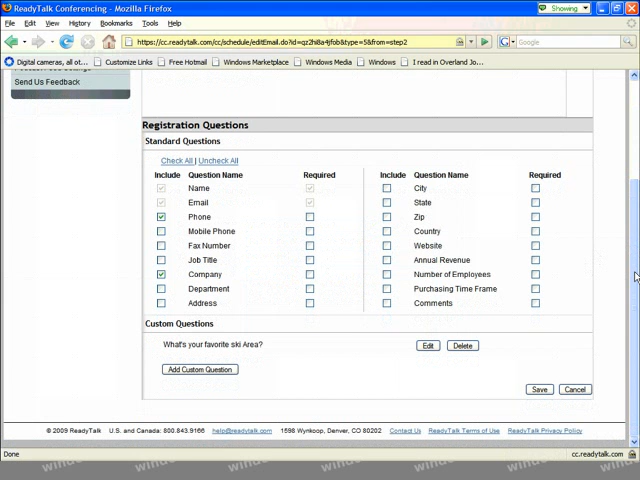 ReadyTalk Conferencing - Mozilla Firefox
Showing
File Edit View History Bookmarks Tools Help
https://cc.readytalk.com/cc/schedule/editEmail.do?id=qz2hi8a4jfob&type=5&from=step2
Google
Digital cameras, all ot... Customize Links Free Hotmail Windows Marketplace Windows Media Windows I read in Overland Jo...
Send Us Feedback
Registration Questions
Standard Questions
Check All | Uncheck All
Include Question Name Required Include Question Name Required
Name City
Email State
Phone Zip
Mobile Phone Country
Fax Number Website
Job Title Annual Revenue
Company Number of Employees
Department Purchasing Time Frame
Address Comments
Custom Questions
What's your favorite ski Area? Edit Delete
Add Custom Question
Save Cancel
© 2009 ReadyTalk U.S. and Canada: 800.843.9166 help@readytalk.com 1598 Wynkoop, Denver, CO 80202 Contact Us ReadyTalk Terms of Use ReadyTalk Privacy Policy
Done cc.readytalk.com